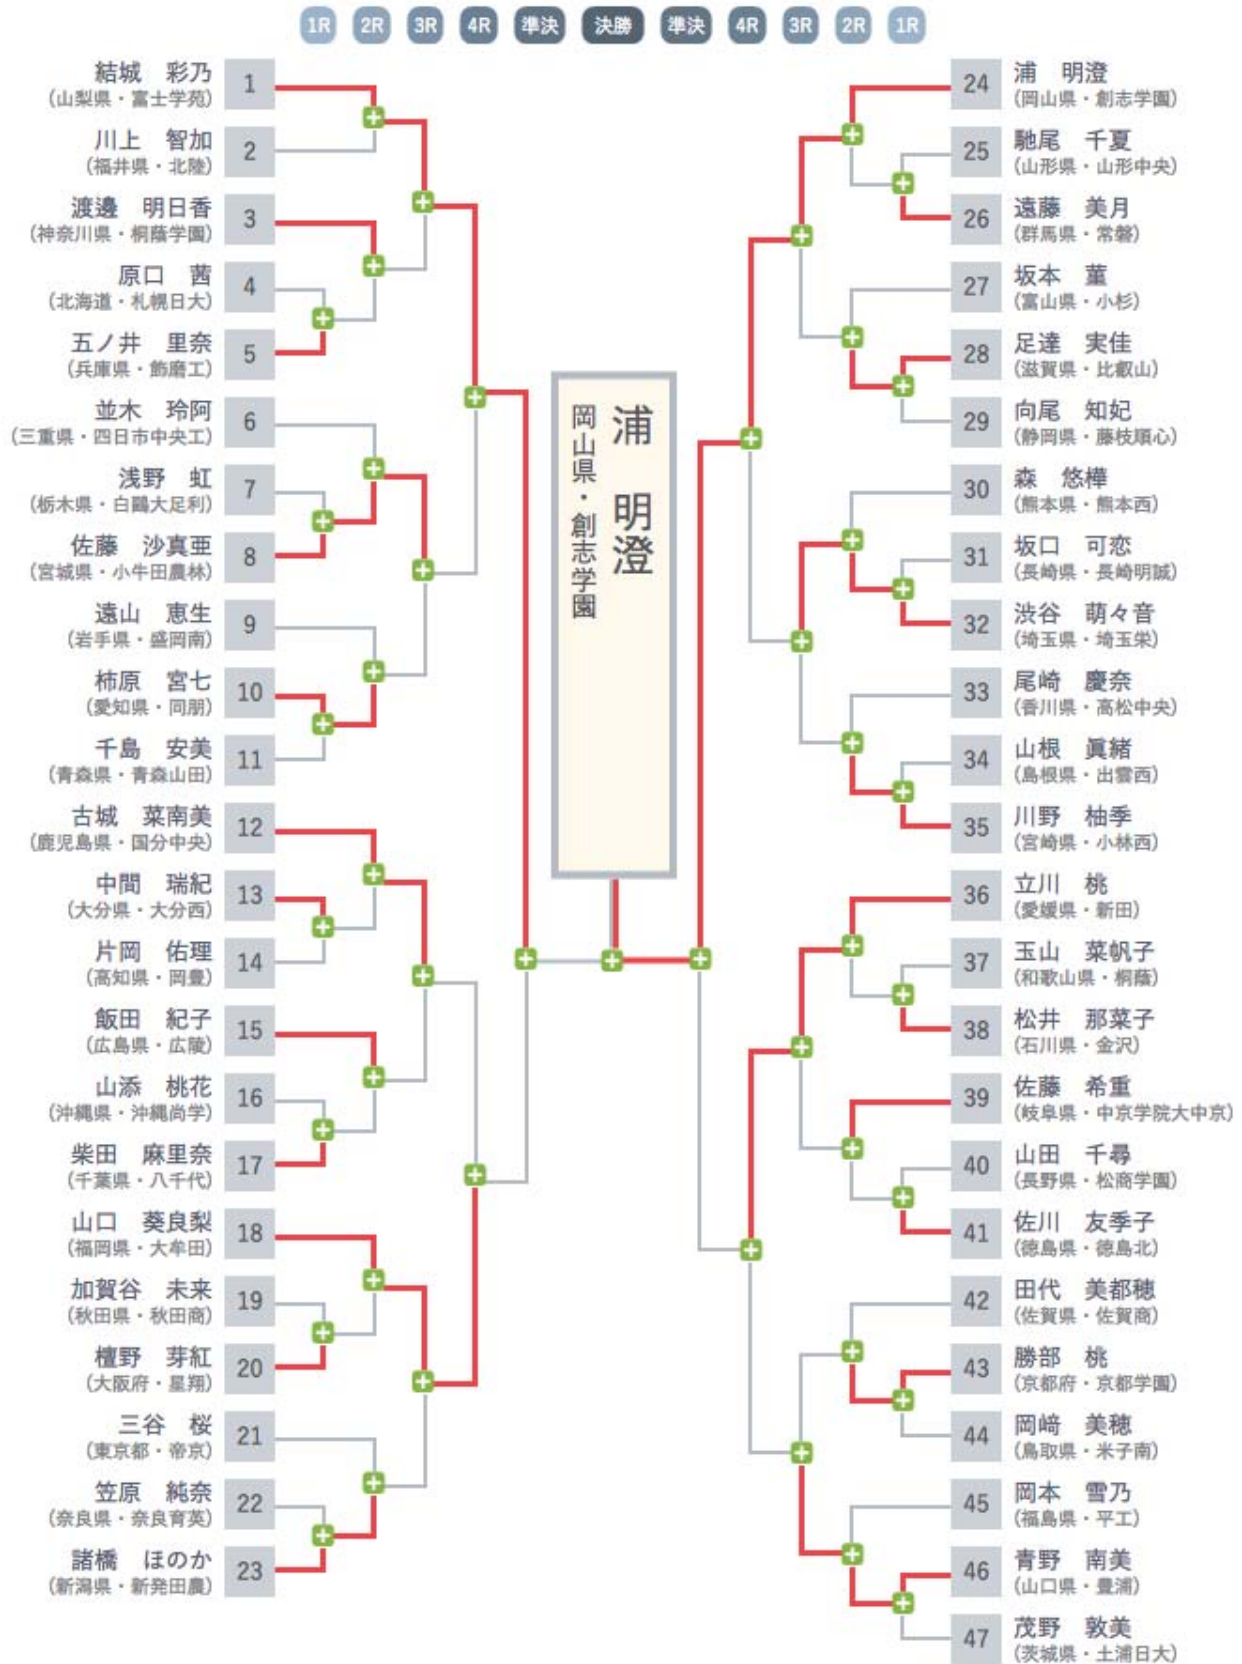 1R 2R 3R 4R 準決 決勝 準決 4R 3R 2R 1R
結城 彩乃
(山梨県・富士学苑)
1
川上 智加
(福井県・北陸)
2
渡邊 明日香
(神奈川県・桐蔭学園)
3
原口 茜
(北海道・札幌日大)
4
五ノ井 里奈
(兵庫県・飾磨工)
5
並木 玲阿
(三重県・四日市中央工)
6
浅野 虹
(栃木県・白鷗大足利)
7
佐藤 沙真亜
(宮城県・小牛田農林)
8
遠山 恵生
(岩手県・盛岡南)
9
柿原 宮七
(愛知県・同朋)
10
千島 安美
(青森県・青森山田)
11
古城 菜南美
(鹿児島県・国分中央)
12
中間 瑞紀
(大分県・大分西)
13
片岡 佑理
(高知県・岡豊)
14
飯田 紀子
(広島県・広陵)
15
山添 桃花
(沖縄県・沖縄尚学)
16
柴田 麻里奈
(千葉県・八千代)
17
山口 葵良梨
(福岡県・大牟田)
18
加賀谷 未来
(秋田県・秋田商)
19
檀野 芽紅
(大阪府・星翔)
20
三谷 桜
(東京都・帝京)
21
笠原 純奈
(奈良県・奈良育英)
22
諸橋 ほのか
(新潟県・新発田農)
23
浦 明澄
岡山県・創志学園
24
浦 明澄
(岡山県・創志学園)
25
馳尾 千夏
(山形県・山形中央)
26
遠藤 美月
(群馬県・常磐)
27
坂本 菫
(富山県・小杉)
28
足達 実佳
(滋賀県・比叡山)
29
向尾 知妃
(静岡県・藤枝順心)
30
森 悠樺
(熊本県・熊本西)
31
坂口 可恋
(長崎県・長崎明誠)
32
渋谷 萌々音
(埼玉県・埼玉栄)
33
尾崎 慶奈
(香川県・高松中央)
34
山根 眞緒
(島根県・出雲西)
35
川野 柚季
(宮崎県・小林西)
36
立川 桃
(愛媛県・新田)
37
玉山 菜帆子
(和歌山県・桐蔭)
38
松井 那菜子
(石川県・金沢)
39
佐藤 希重
(岐阜県・中京学院大中京)
40
山田 千尋
(長野県・松商学園)
41
佐川 友季子
(徳島県・徳島北)
42
田代 美都穂
(佐賀県・佐賀商)
43
勝部 桃
(京都府・京都学園)
44
岡﨑 美穂
(鳥取県・米子南)
45
岡本 雪乃
(福島県・平工)
46
青野 南美
(山口県・豊浦)
47
茂野 敦美
(茨城県・土浦日大)